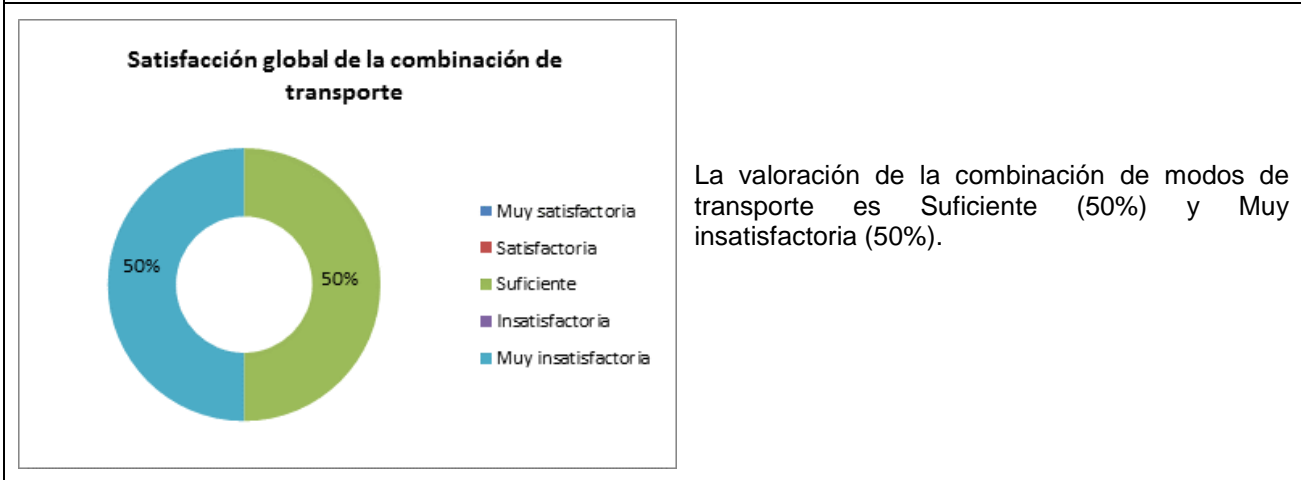 Satisfacción global de la combinación de
transporte
50%
50%
Muy satisfactoria
Satisfactoria
Suficiente
Insatisfactoria
Muy insatisfactoria
La valoración de la combinación de modos de
transporte es Suficiente (50%) y Muy
insatisfactoria (50%).